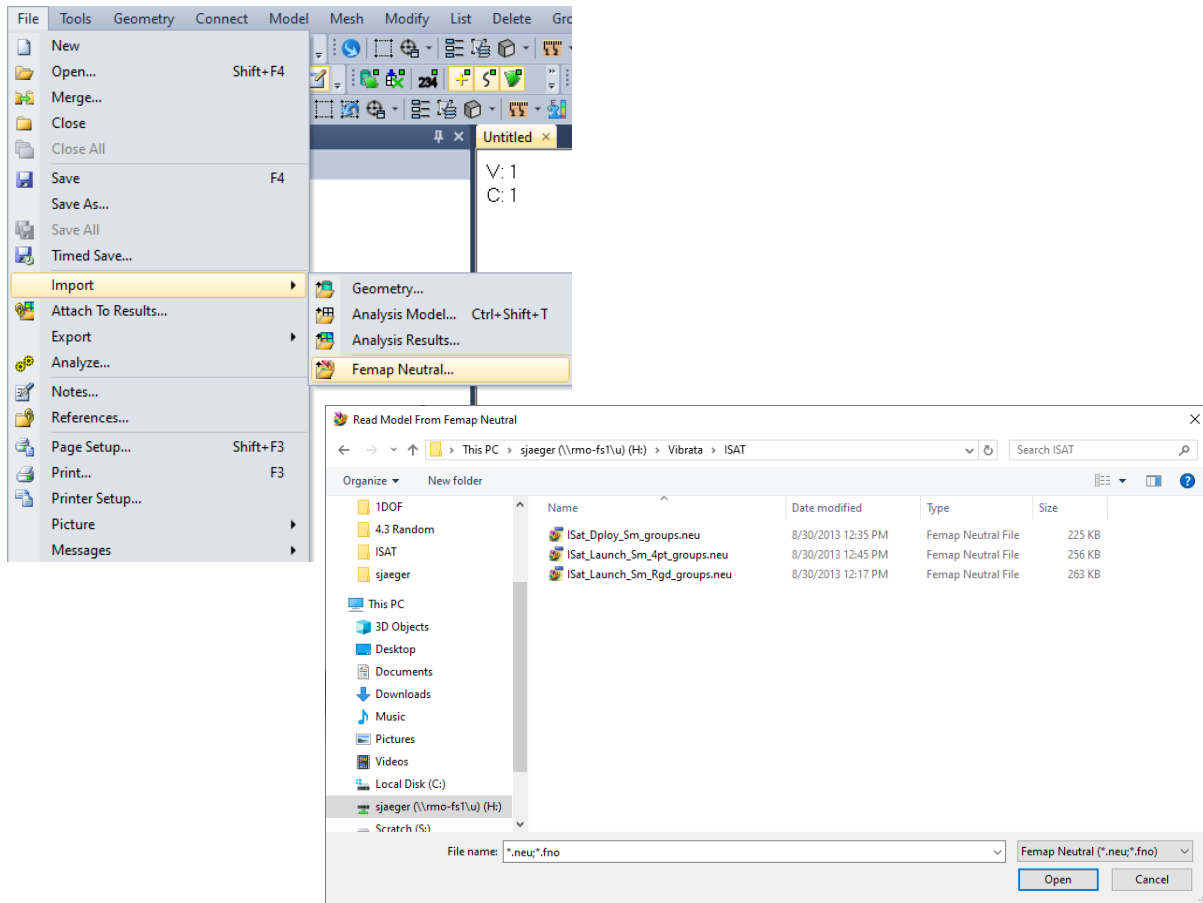 File Tools Geometry Connect Model Mesh Modify List Delete Gro
New
Open... Shift+F4
Merge...
Close
Close All
Save F4
Save As...
Save All
Timed Save...
Import
Attach To Results...
Export
Analyze...
Notes...
References...
Page Setup... Shift+F3
Print... F3
Printer Setup...
Picture
Messages
234
Untitled
V: 1
C: 1
Geometry...
Analysis Model... Ctrl+Shift+T
Analysis Results...
Femap Neutral...
Read Model From Femap Neutral
This PC > sjaeger (\\rmo-fs1\u) (H:) > Vibrata > ISAT
Search ISAT
Organize New folder
1DOF
4.3 Random
ISAT
sjaeger
This PC
3D Objects
Desktop
Documents
Downloads
Music
Pictures
Videos
Local Disk (C:)
sjaeger (\\rmo-fs1\u) (H:)
Scratch (S:)
Name Date modified Type Size
ISat_Dploy_Sm_groups.neu 8/30/2013 12:35 PM Femap Neutral File 225 KB
ISat_Launch_Sm_4pt_groups.neu 8/30/2013 12:45 PM Femap Neutral File 256 KB
ISat_Launch_Sm_Rgd_groups.neu 8/30/2013 12:17 PM Femap Neutral File 263 KB
File name: *.neu;*.fno Femap Neutral (*.neu;*.fno)
Open Cancel